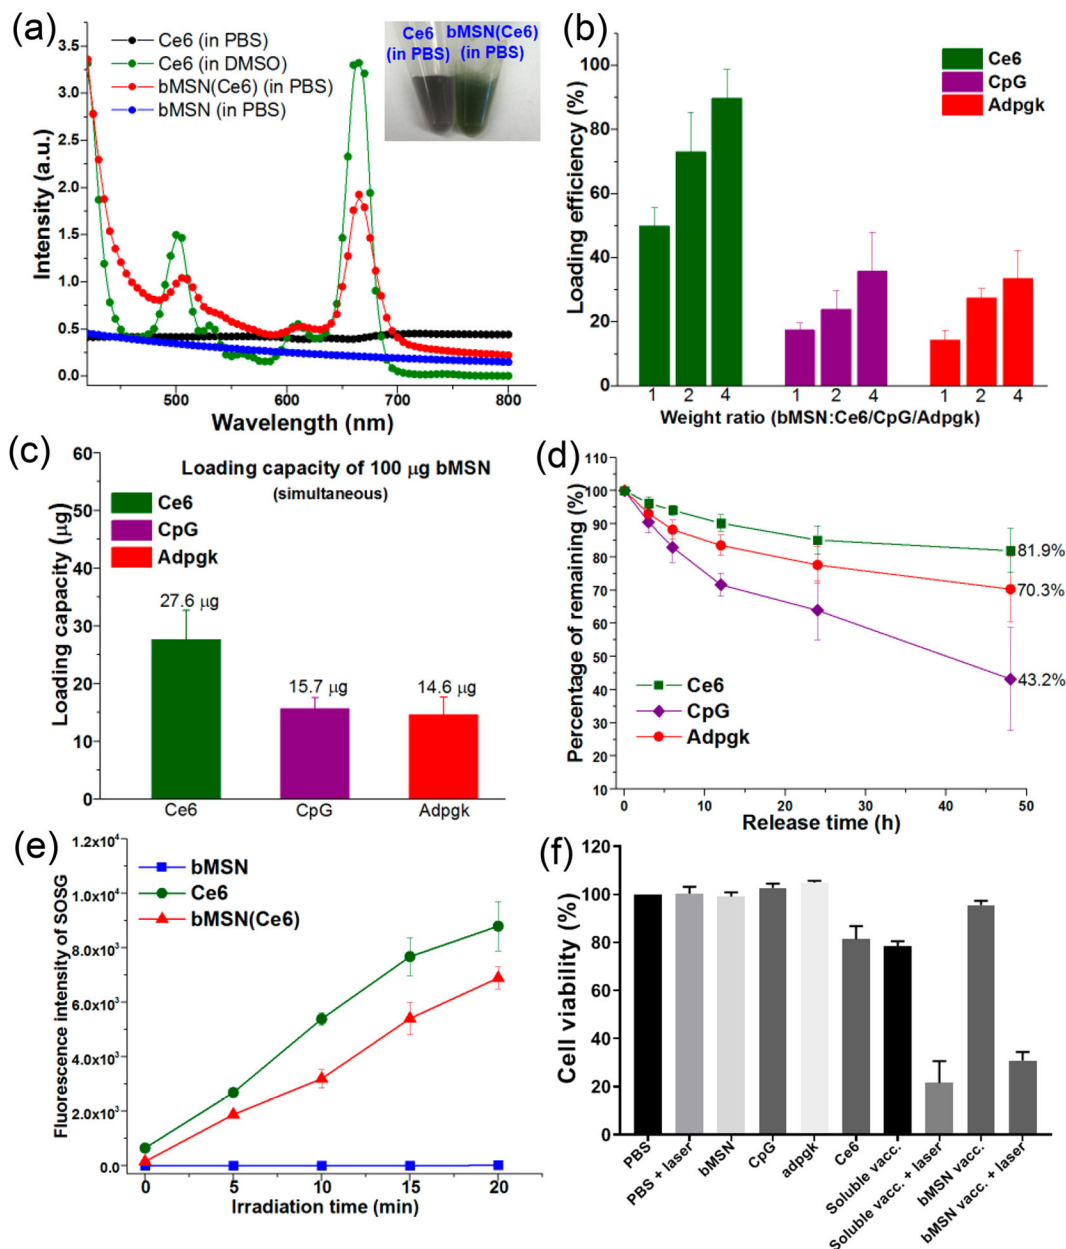 (a)
Ce6 (in PBS)
Ce6 (in DMSO)
bMSN(Ce6) (in PBS)
bMSN (in PBS)
Ce6 bMSN(Ce6)
(in PBS) (in PBS)
3.5
3.0
2.5
2.0
1.5
1.0
0.5
0.0
Intensity (a.u.)
500 600 700 800
Wavelength (nm)
(b)
Ce6
CpG
Adpgk
100
80
60
40
20
0
Loading efficiency (%)
1 2 4 1 2 4 1 2 4
Weight ratio (bMSN:Ce6/CpG/Adpgk)
(c)
Loading capacity of 100 µg bMSN
(simultaneous)
Ce6
CpG
Adpgk
60
50
40
30
20
10
0
Loading capacity (µg)
27.6 µg
15.7 µg
14.6 µg
Ce6 CpG Adpgk
(d)
110
100
90
80
70
60
50
40
30
20
10
Percentage of remaining (%)
81.9%
70.3%
43.2%
Ce6
CpG
Adpgk
0 10 20 30 40 50
Release time (h)
(e)
bMSN
Ce6
bMSN(Ce6)
1.2x10⁴
1.0x10⁴
8.0x10³
6.0x10³
4.0x10³
2.0x10³
0.0
Fluorescence intensity of SOSG
0 5 10 15 20
Irradiation time (min)
(f)
120
100
80
60
40
20
0
Cell viability (%)
PBS
PBS + laser
bMSN
CpG
adpgk
Ce6
Soluble vacc.
Soluble vacc. + laser
bMSN vacc.
bMSN vacc. + laser